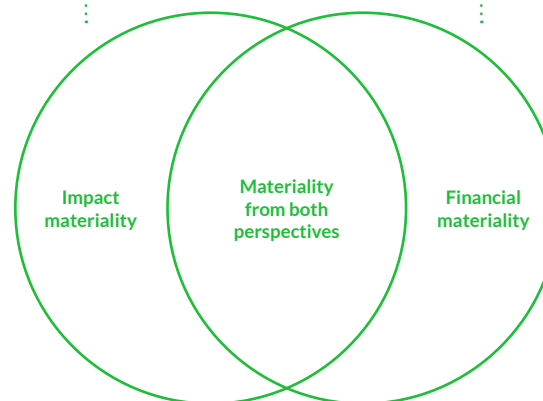 Impact
materiality
Materiality
from both
perspectives
Financial
materiality